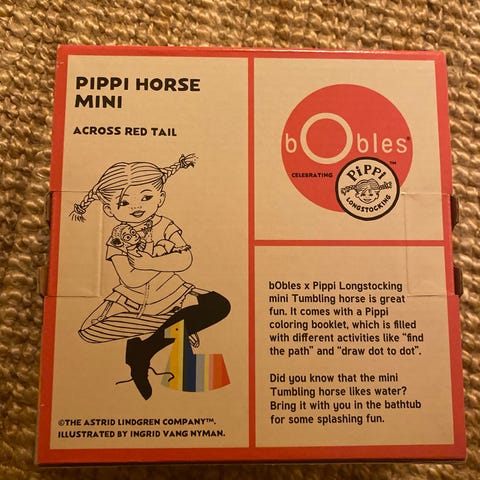 PIPPI HORSE
MINI
ACROSS RED TAIL
©THE ASTRID LINDGREN COMPANY™.
ILLUSTRATED BY INGRID VANG NYMAN.
bObles®
CELEBRATING
PiPPi™
LONGSTOCKING
bObles x Pippi Longstocking
mini Tumbling horse is great
fun. It comes with a Pippi
coloring booklet, which is filled
with different activities like “find
the path” and “draw dot to dot”.
Did you know that the mini
Tumbling horse likes water?
Bring it with you in the bathtub
for some splashing fun.